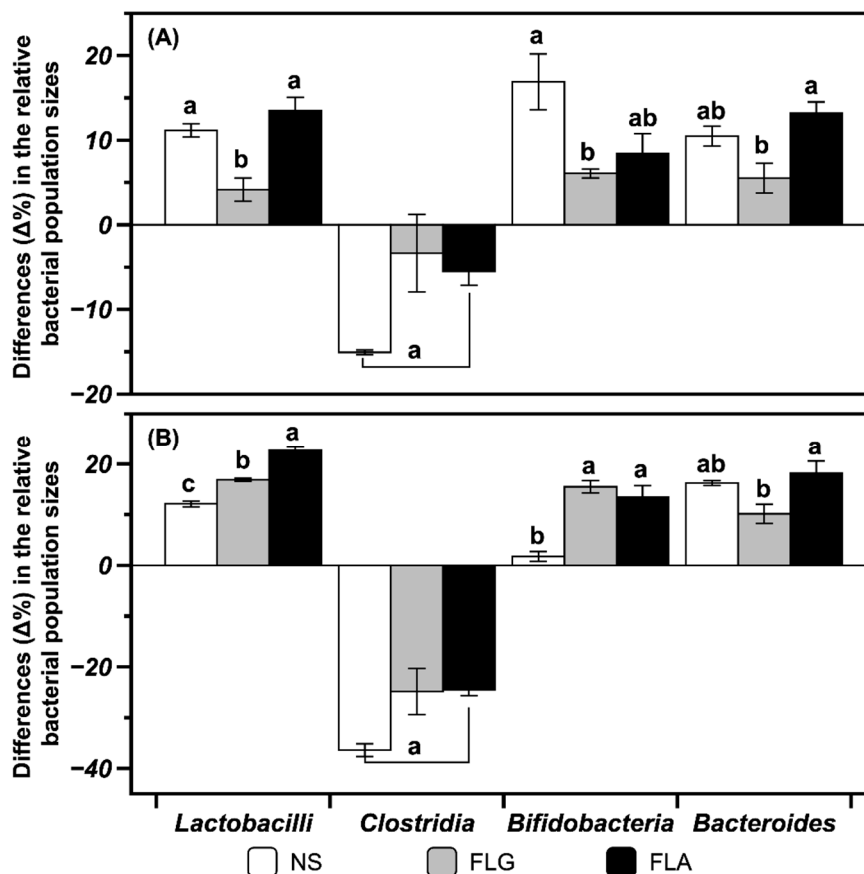 (A)
Differences (Δ%) in the relative
bacterial population sizes
20
10
0
−10
−20
a
b
a
a
a
b
ab
ab
b
a
(B)
Differences (Δ%) in the relative
bacterial population sizes
20
0
−20
−40
c
b
a
a
b
a
a
ab
b
a
Lactobacilli Clostridia Bifidobacteria Bacteroides
NS FLG FLA